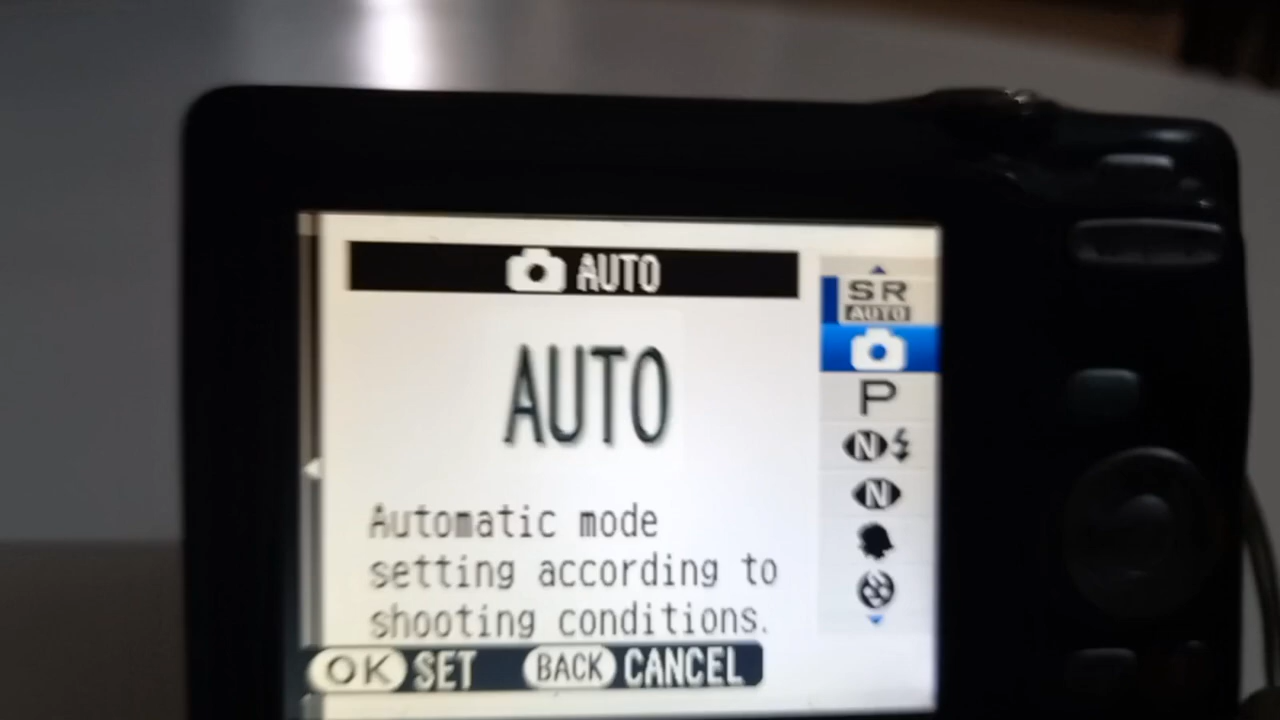 AUTO
AUTO
Automatic mode
setting according to
shooting conditions.
OK SET BACK CANCEL
SR
AUTO
P
N
N